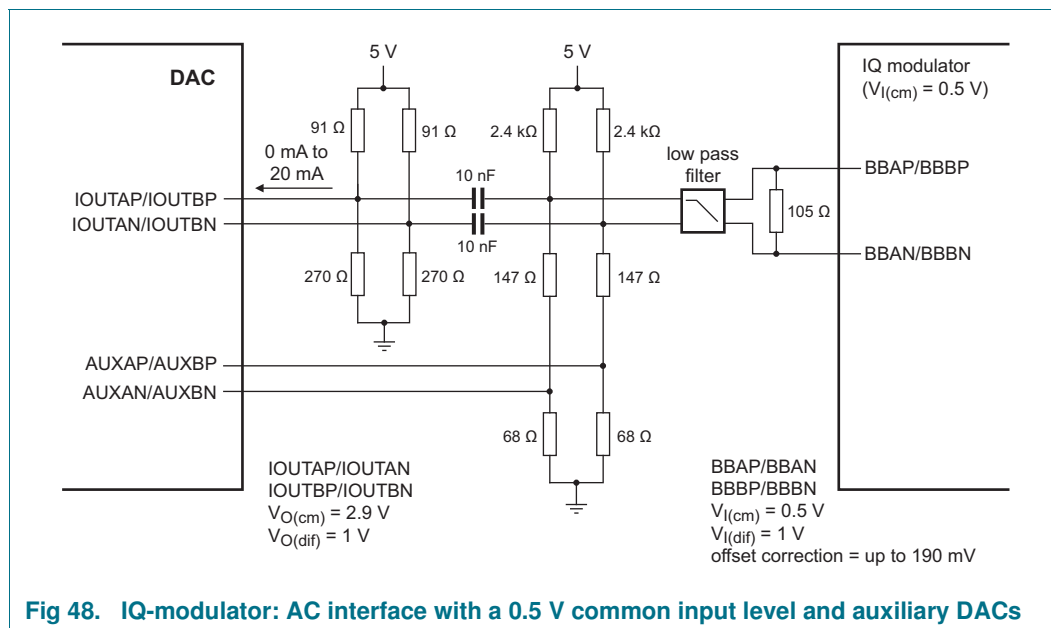 5 V
5 V
DAC
IQ modulator
(VI(cm) = 0.5 V)
91 Ω
91 Ω
2.4 kΩ
2.4 kΩ
0 mA to
20 mA
low pass
filter
10 nF
BBAP/BBBP
IOUTAP/IOUTBP
105 Ω
IOUTAN/IOUTBN
10 nF
BBAN/BBBN
270 Ω
270 Ω
147 Ω
147 Ω
AUXAP/AUXBP
AUXAN/AUXBN
68 Ω
68 Ω
IOUTAP/IOUTAN
IOUTBP/IOUTBN
VO(cm) = 2.9 V
VO(dif) = 1 V
BBAP/BBAN
BBBP/BBBN
VI(cm) = 0.5 V
VI(dif) = 1 V
offset correction = up to 190 mV
Fig 48. IQ-modulator: AC interface with a 0.5 V common input level and auxiliary DACs